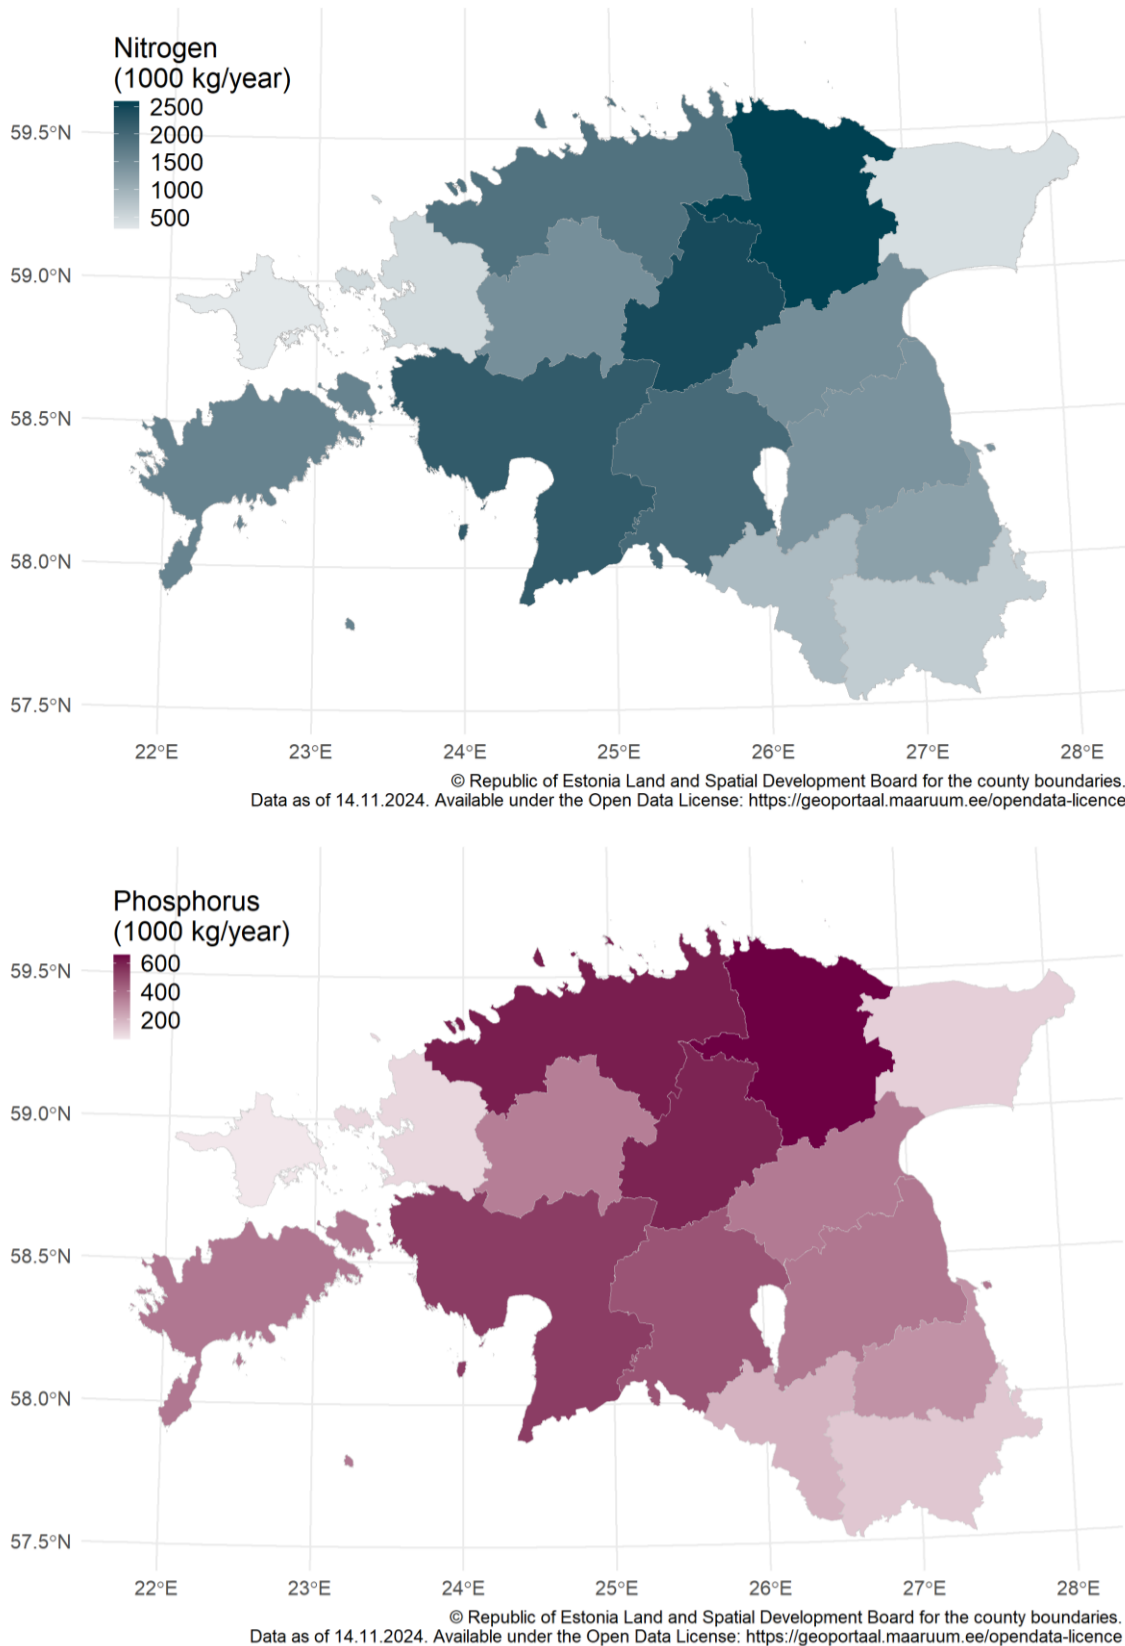 Nitrogen
(1000 kg/year)
2500
2000
1500
1000
500
59.5°N
59.0°N
58.5°N
58.0°N
57.5°N
22°E 23°E 24°E 25°E 26°E 27°E 28°E
© Republic of Estonia Land and Spatial Development Board for the county boundaries.
Data as of 14.11.2024. Available under the Open Data License: https://geoportaal.maaruum.ee/opendata-licence
Phosphorus
(1000 kg/year)
600
400
200
59.5°N
59.0°N
58.5°N
58.0°N
57.5°N
22°E 23°E 24°E 25°E 26°E 27°E 28°E
© Republic of Estonia Land and Spatial Development Board for the county boundaries.
Data as of 14.11.2024. Available under the Open Data License: https://geoportaal.maaruum.ee/opendata-licence